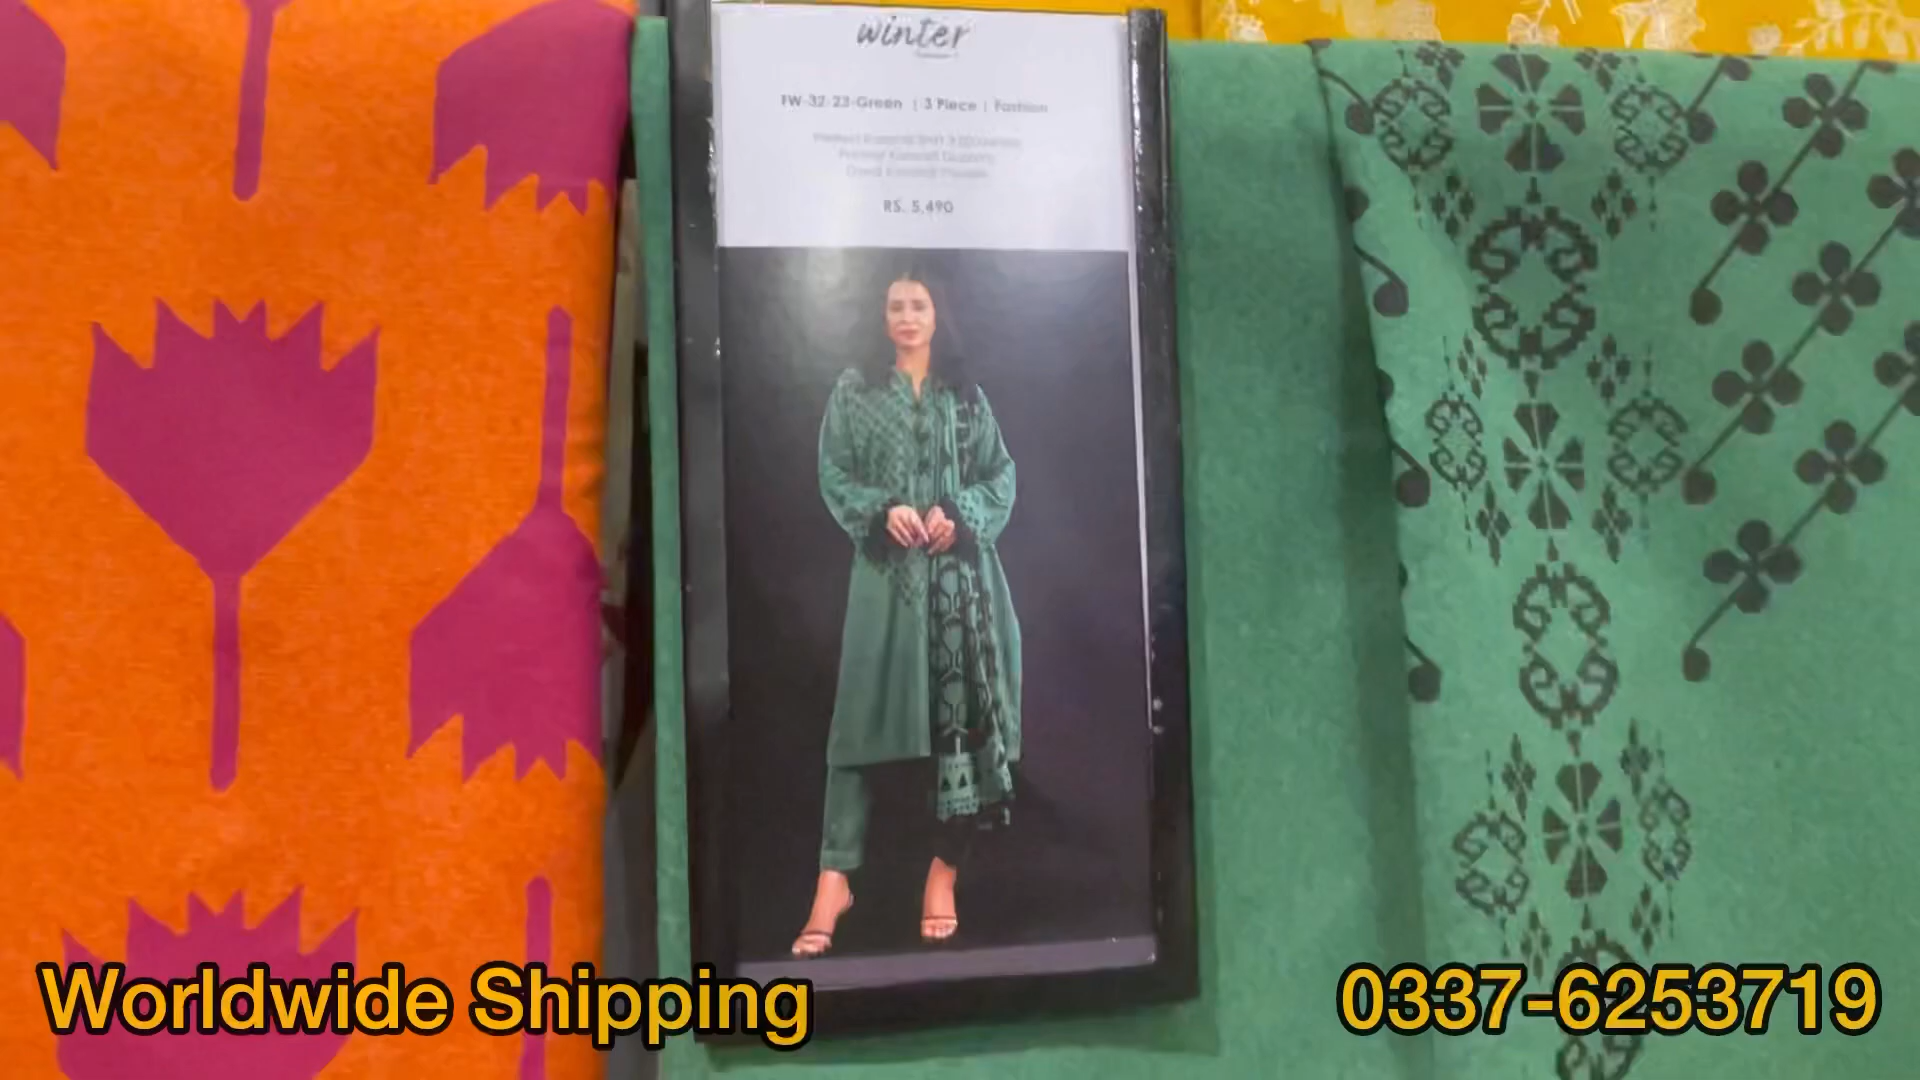 winter
FW-32-23-Green | 3 Piece | Fashion
RS. 5,490
Worldwide Shipping
0337-6253719